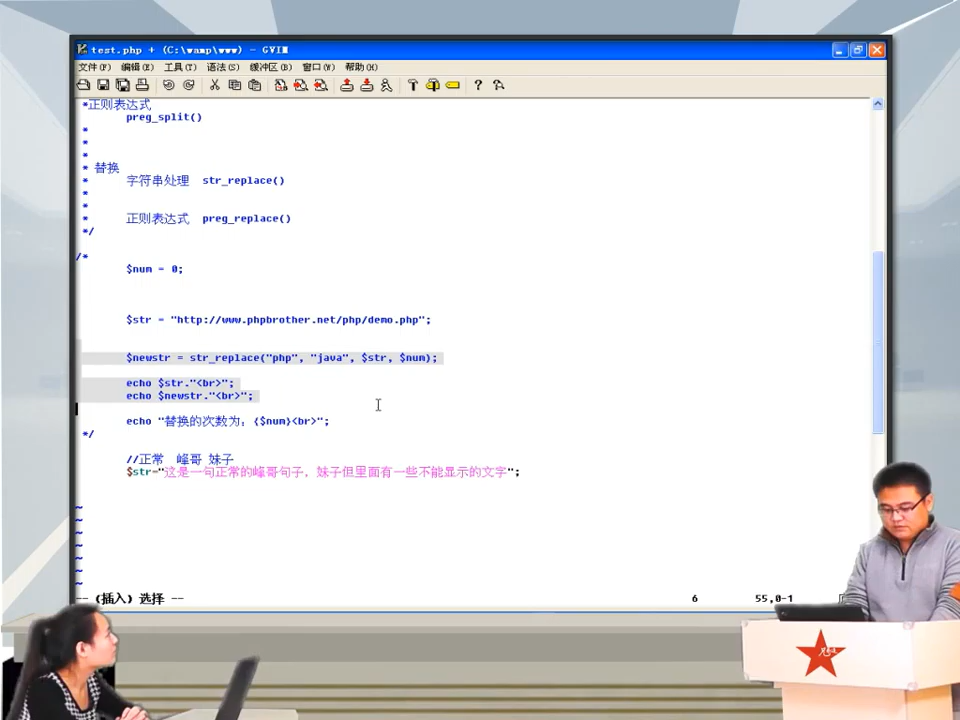 test.php + (C:\wamp\www) - GVIM
文件(F) 编辑(E) 工具(T) 语法(S) 缓冲区(B) 窗口(W) 帮助(H)
*正则表达式
preg_split()
*
*
*
* 替换
* 字符串处理 str_replace()
*
*
* 正则表达式 preg_replace()
*/
/*
$num = 0;
$str = "http://www.phpbrother.net/php/demo.php";
$newstr = str_replace("php", "java", $str, $num);
echo $str."<br>";
echo $newstr."<br>";
echo "替换的次数为：{$num}<br>";
*/
//正常 峰哥 妹子
$str="这是一句正常的峰哥句子，妹子但里面有一些不能显示的文字";
~
~
~
~
~
~
~
-- (插入) 选择 -- 6 55,0-1